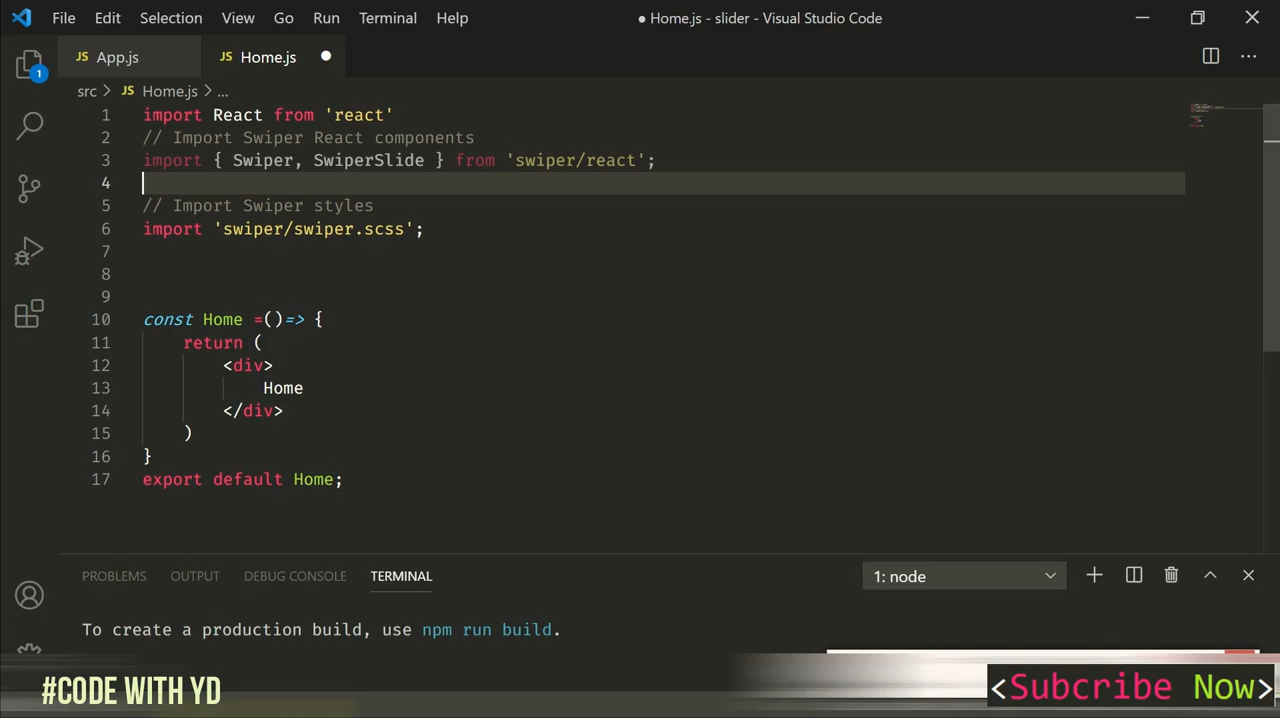 File Edit Selection View Go Run Terminal Help ● Home.js - slider - Visual Studio Code
JS App.js JS Home.js ●
1
src > JS Home.js > ...
1 import React from 'react'
2 // Import Swiper React components
3 import { Swiper, SwiperSlide } from 'swiper/react';
4
5 // Import Swiper styles
6 import 'swiper/swiper.scss';
7
8
9
10 const Home =()=> {
11 return (
12 <div>
13 Home
14 </div>
15 )
16 }
17 export default Home;
PROBLEMS OUTPUT DEBUG CONSOLE TERMINAL 1: node
To create a production build, use npm run build.
#CODE WITH YD
<Subcribe Now>